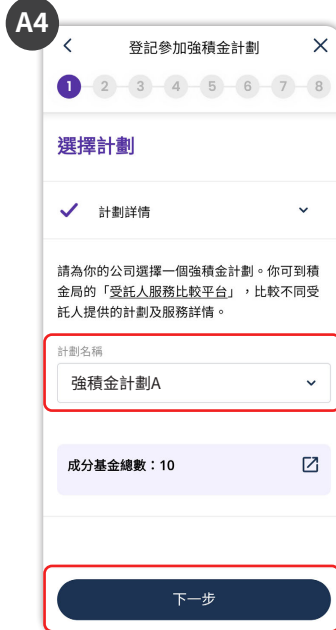 A4
登記參加強積金計劃
1 2 3 4 5 6 7 8
選擇計劃
計劃詳情
請為你的公司選擇一個強積金計劃。你可到積
金局的「受託人服務比較平台」，比較不同受
託人提供的計劃及服務詳情。
計劃名稱
強積金計劃A
成分基金總數：10
下一步